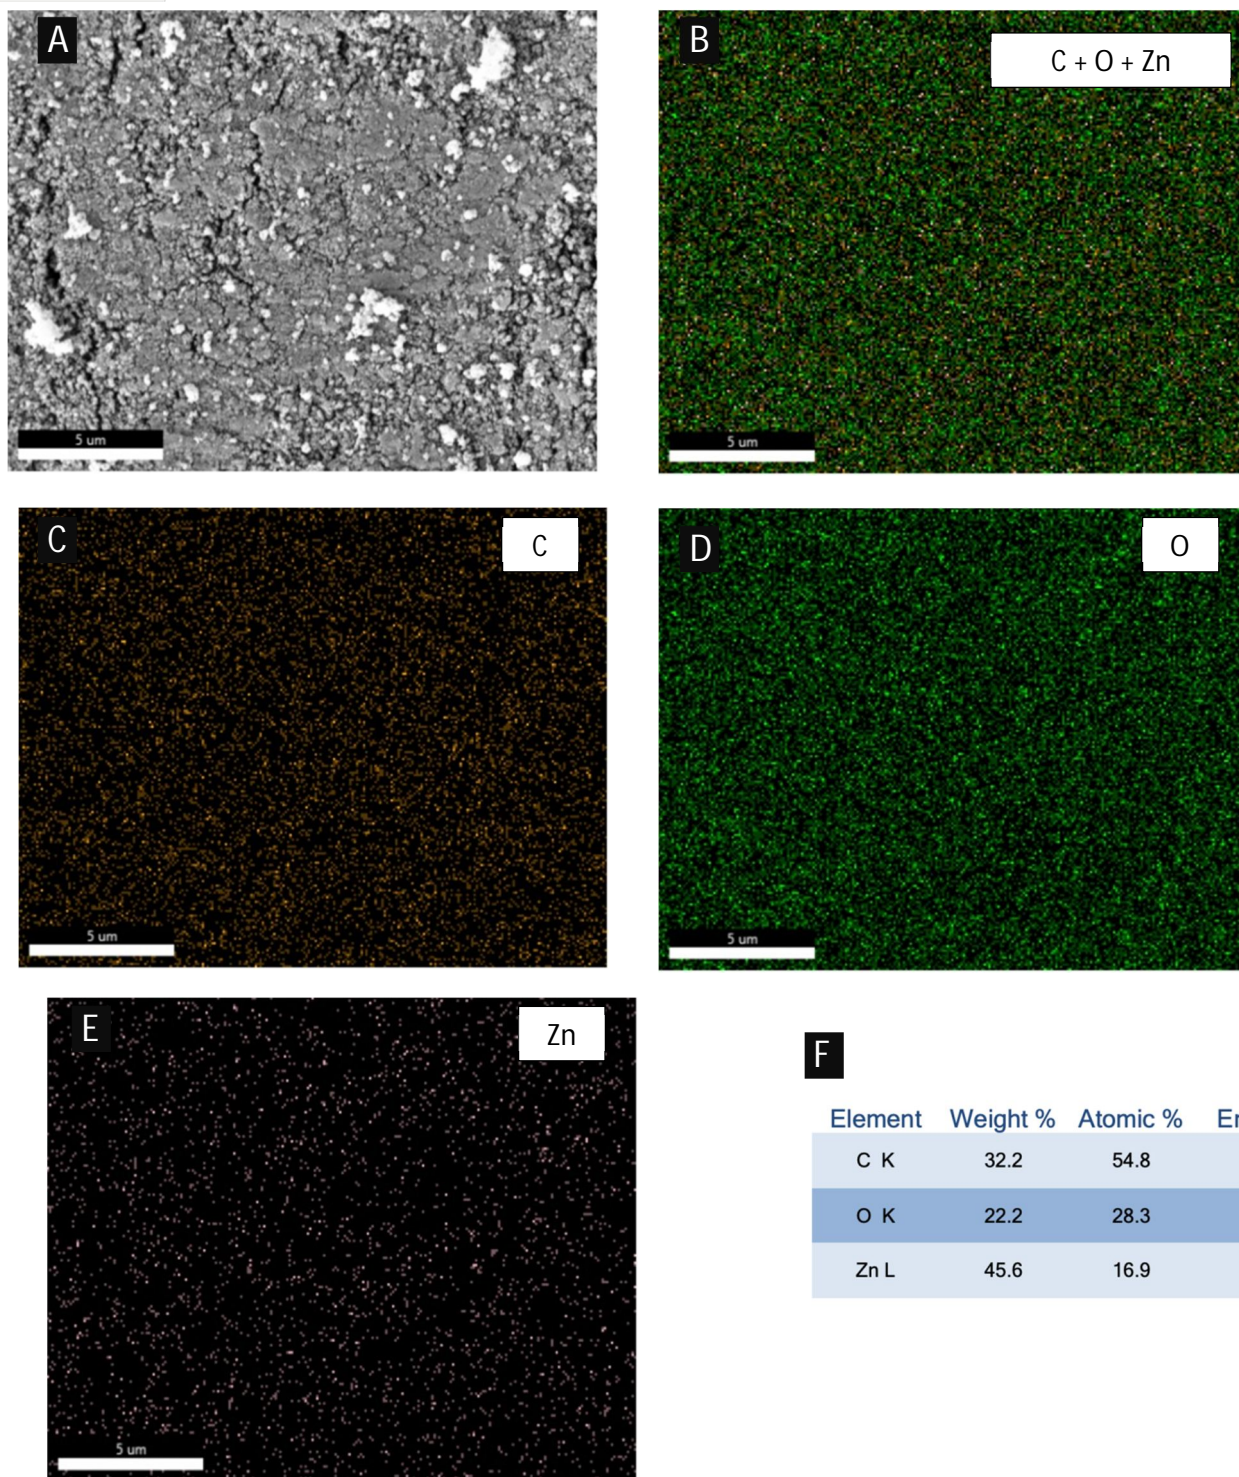 A
B
C + O + Zn
5 um
5 um
C
C
D
O
5 um
5 um
E
Zn
5 um
F
Element Weight % Atomic %
C K 32.2 54.8
O K 22.2 28.3
Zn L 45.6 16.9